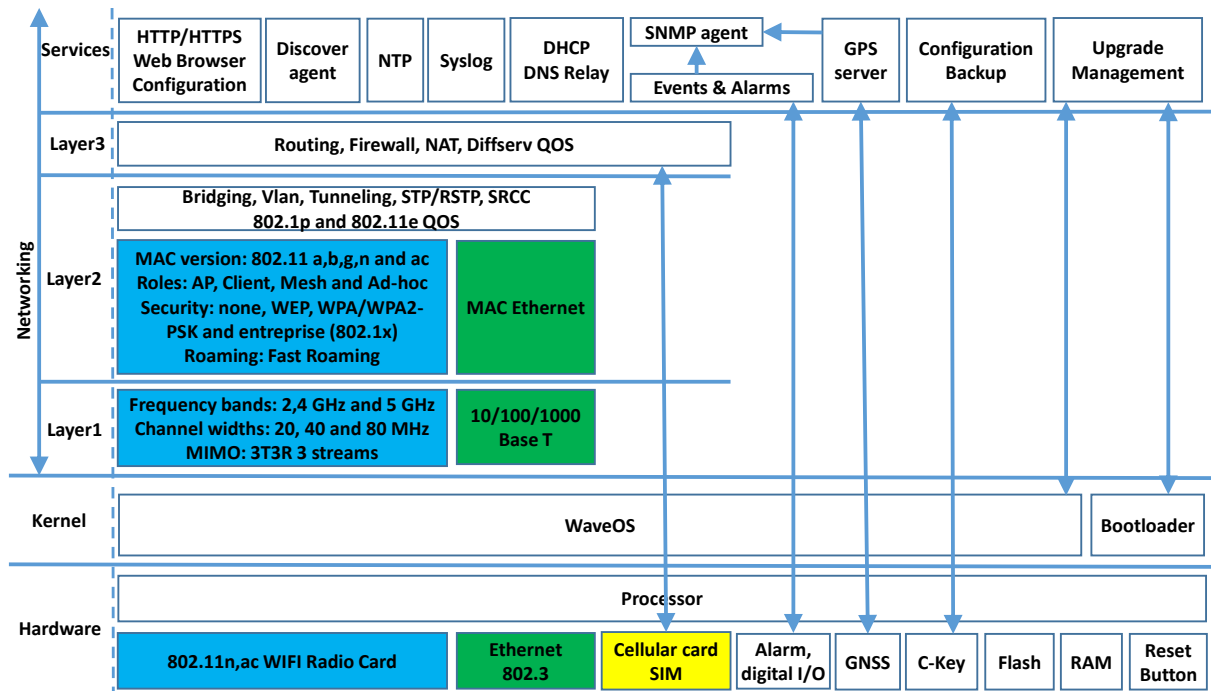 Services
HTTP/HTTPS
Web Browser
Configuration
Discover
agent
NTP
Syslog
DHCP
DNS Relay
SNMP agent
Events & Alarms
GPS
server
Configuration
Backup
Upgrade
Management
Networking
Layer3
Routing, Firewall, NAT, Diffserv QOS
Layer2
Bridging, Vlan, Tunneling, STP/RSTP, SRCC
802.1p and 802.11e QOS
MAC version: 802.11 a,b,g,n and ac
Roles: AP, Client, Mesh and Ad-hoc
Security: none, WEP, WPA/WPA2-
PSK and entreprise (802.1x)
Roaming: Fast Roaming
MAC Ethernet
Layer1
Frequency bands: 2,4 GHz and 5 GHz
Channel widths: 20, 40 and 80 MHz
MIMO: 3T3R 3 streams
10/100/1000
Base T
Kernel
WaveOS
Bootloader
Hardware
Processor
802.11n,ac WIFI Radio Card
Ethernet
802.3
Cellular card
SIM
Alarm,
digital I/O
GNSS
C-Key
Flash
RAM
Reset
Button